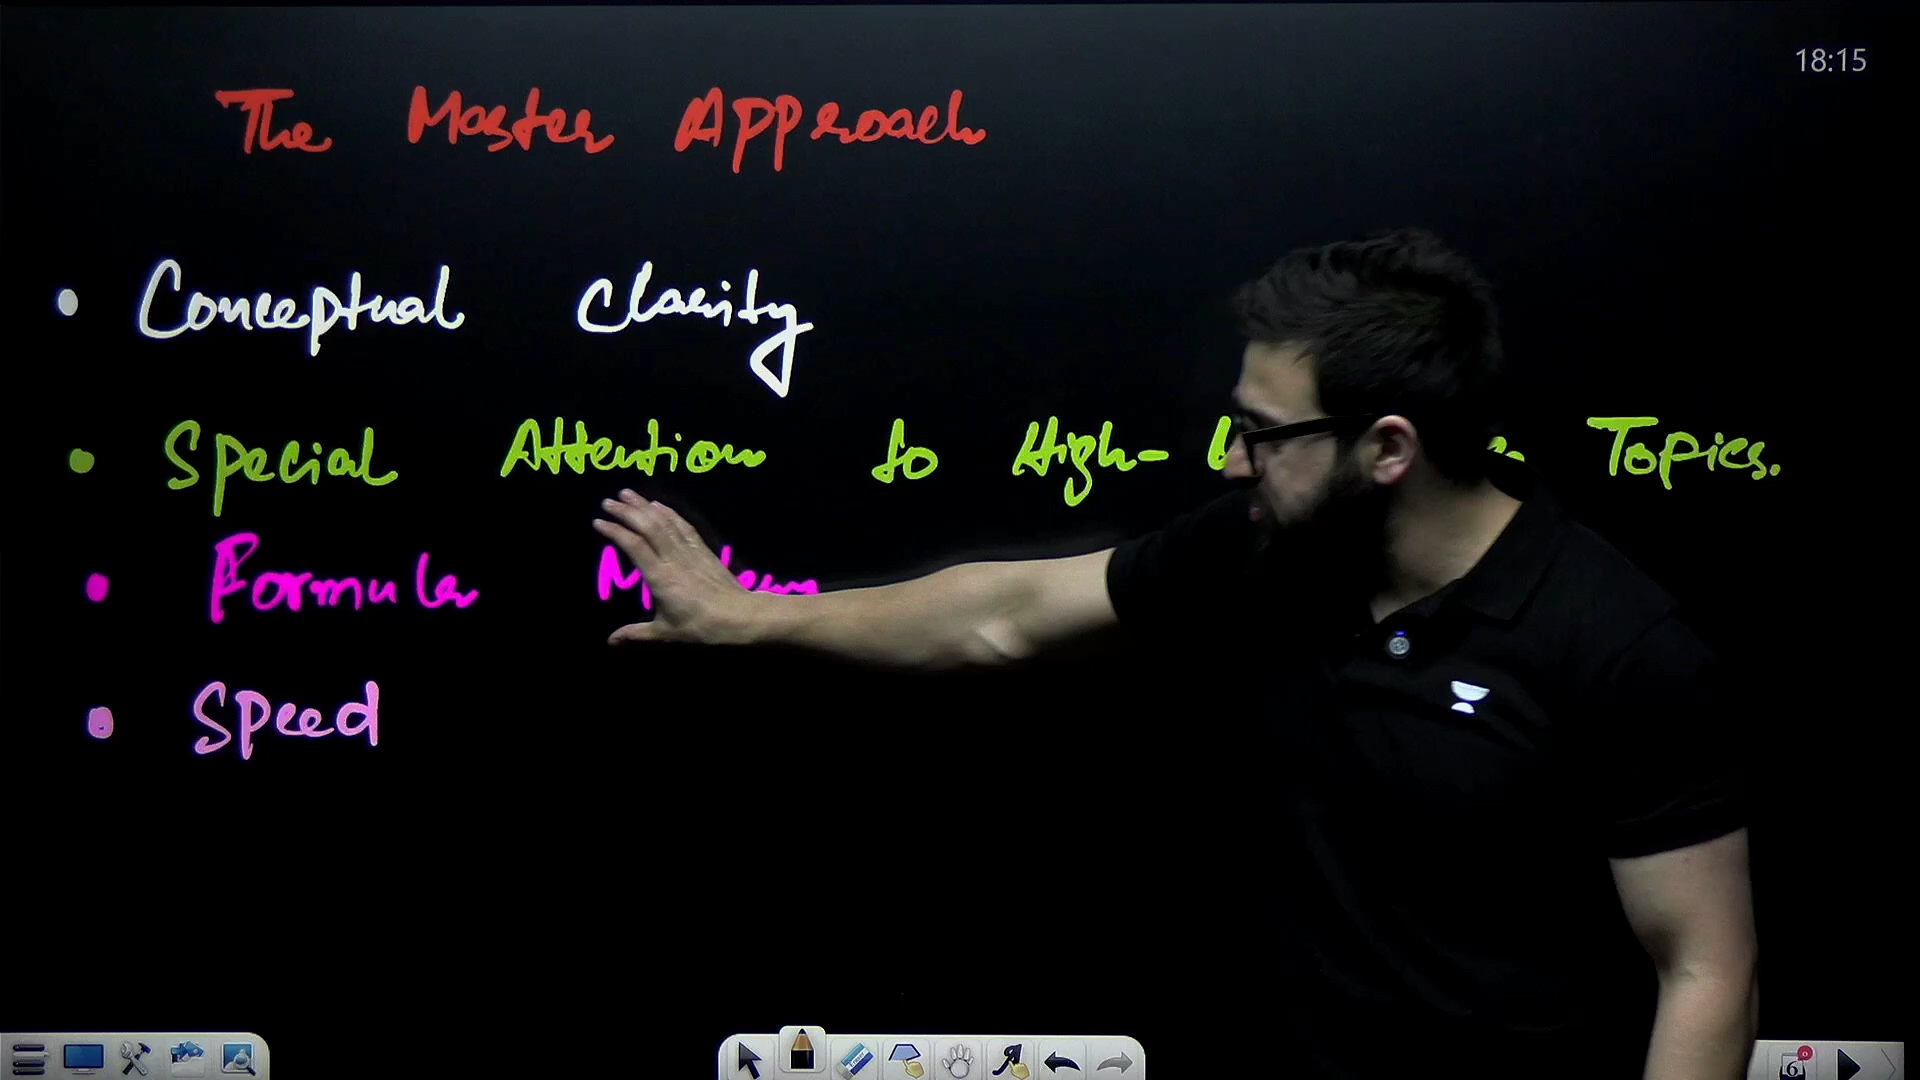 18:15
The Master Approach
• Conceptual Clarity
• Special Attention to High- Topics.
• Formula
• Speed